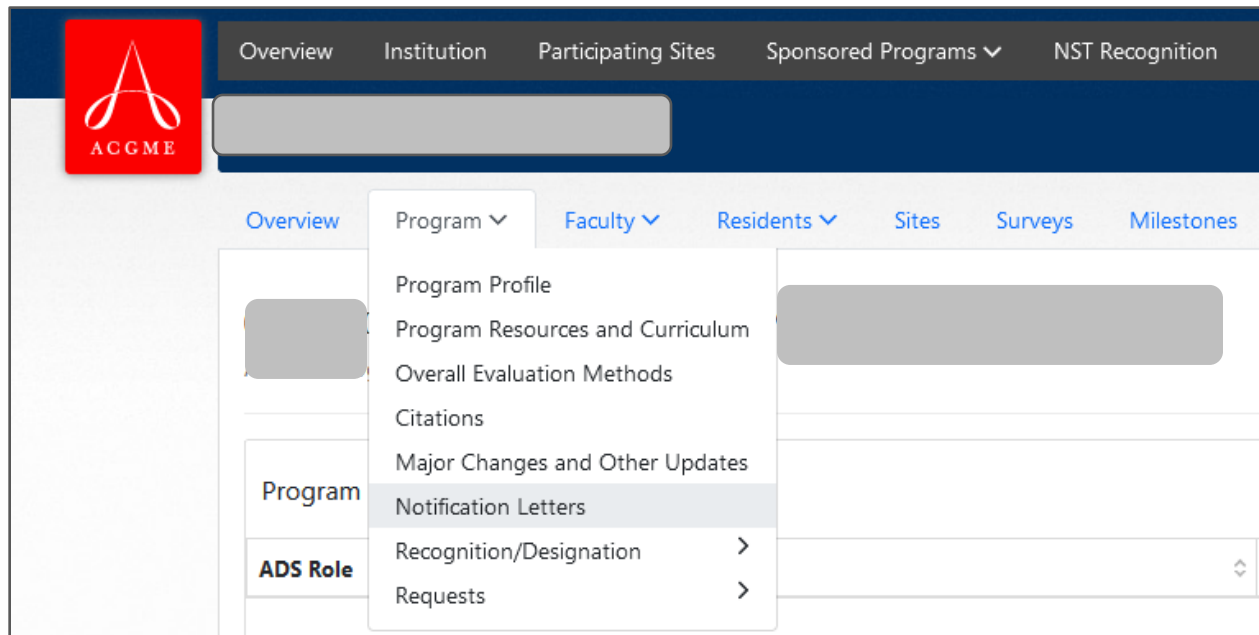 Overview Institution Participating Sites Sponsored Programs NST Recognition
ACGME
Overview Program Faculty Residents Sites Surveys Milestones
Program Profile
Program Resources and Curriculum
Overall Evaluation Methods
Citations
Major Changes and Other Updates
Program
Notification Letters
Recognition/Designation
ADS Role
Requests